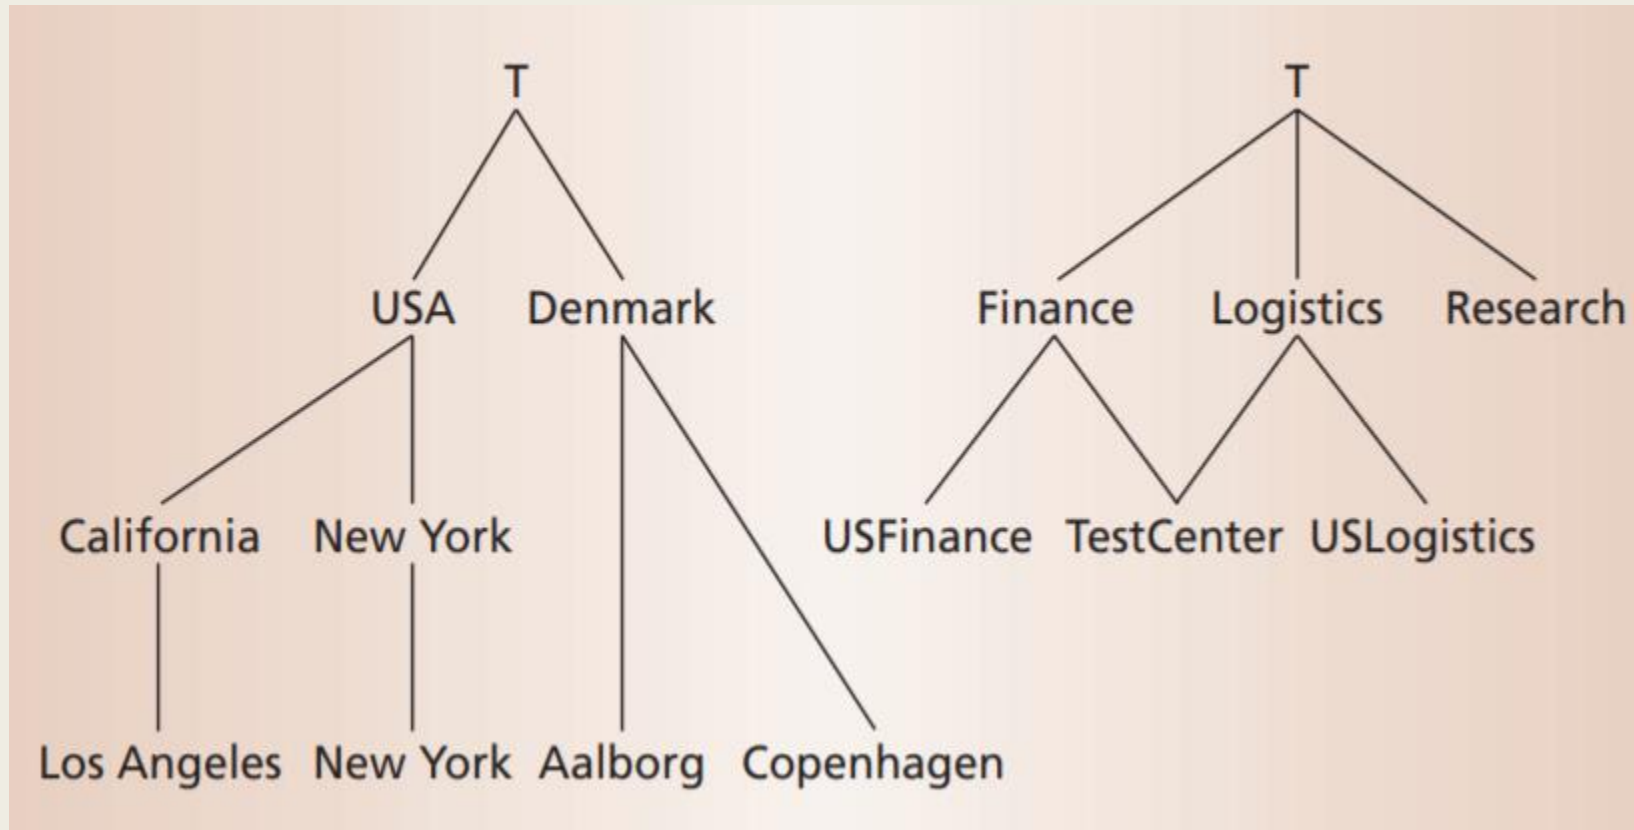 T T
USA Denmark Finance Logistics Research
California New York USFinance TestCenter USLogistics
Los Angeles New York Aalborg Copenhagen